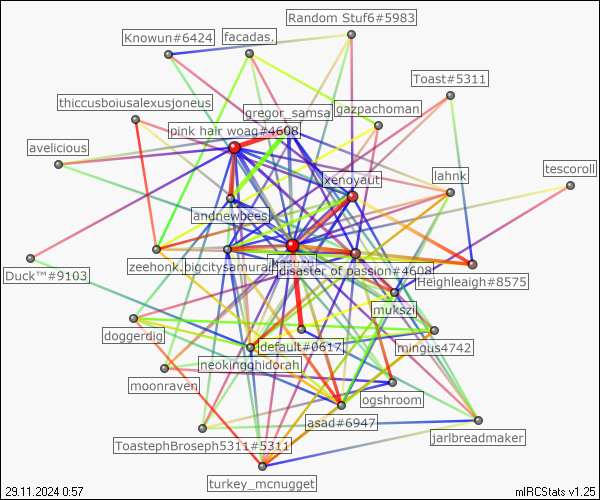 Random Stuf6#5983
Knowun#6424
facadas.
Toast#5311
thiccusboiusalexusjoneus
gregor_samsa
gazpachoman
pink hair woag#4608
avelicious
tescoroll
lahnk
xenoyaut
andnewbees
zeehonk.
bigcitysamurai
disaster of passion#4608
Duck™#9103
Heighleaigh#8575
mukszi
doggerdig
default#0617
mingus4742
neokingghidorah
moonraven
ogshroom
asad#6947
ToastephBroseph5311#5311
jarlbreadmaker
turkey_mcnugget
29.11.2024 0:57
mIRCStats v1.25